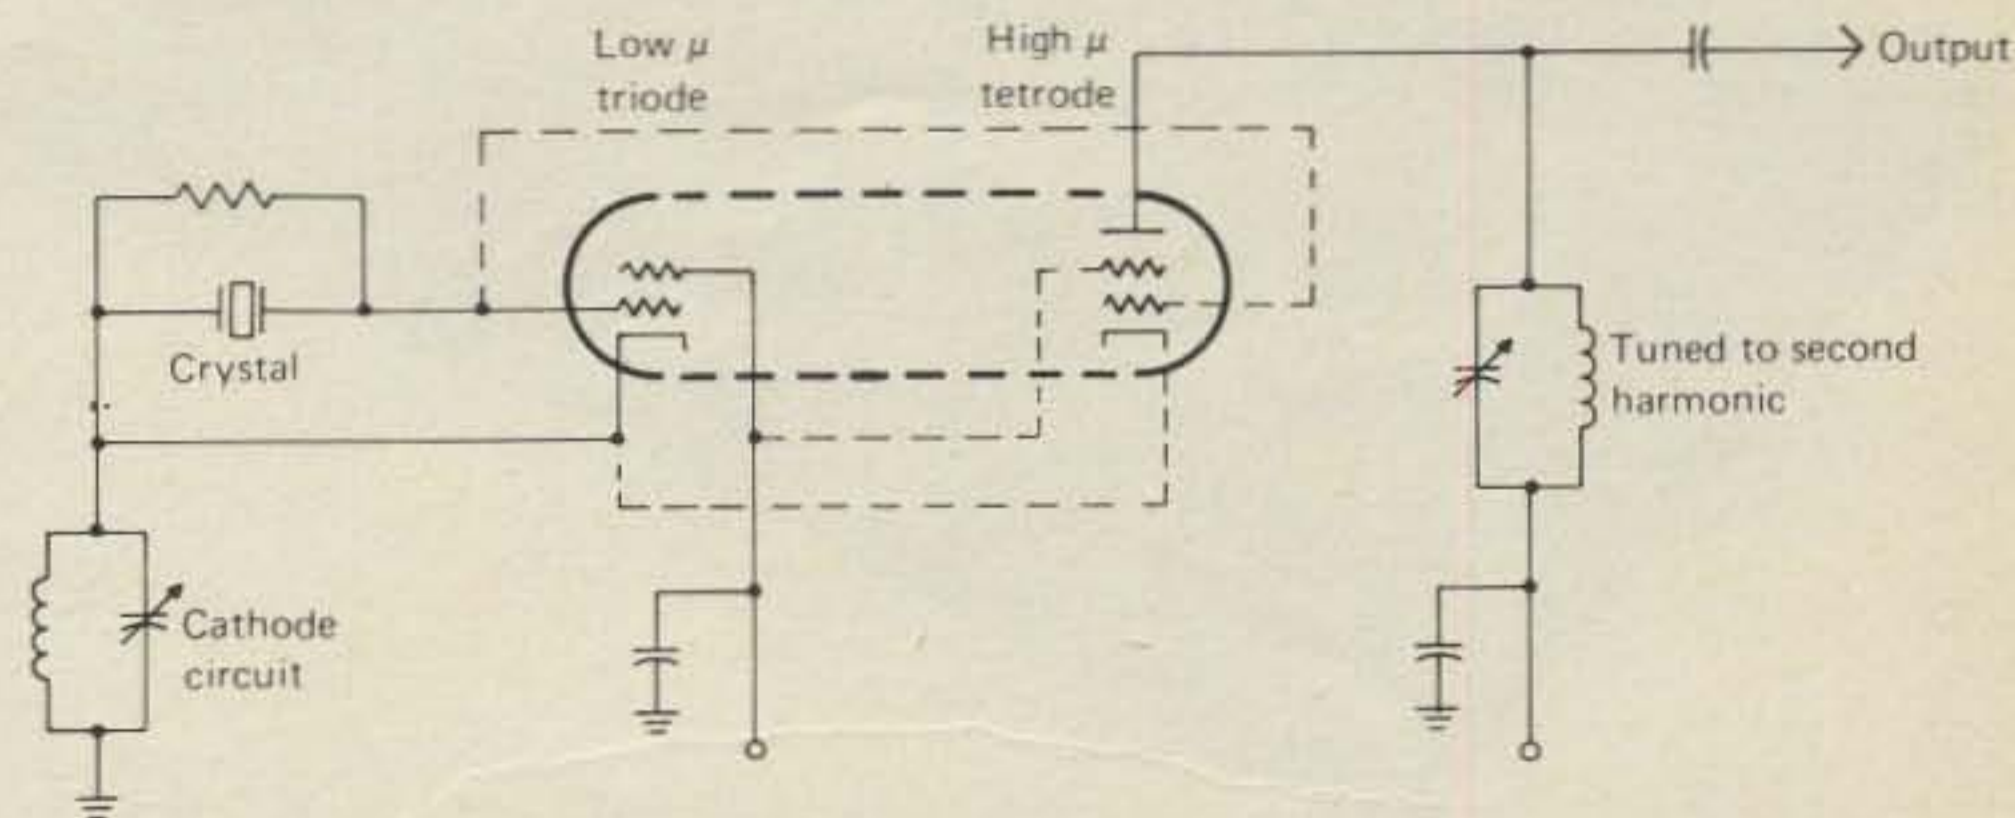 Low μ
triode
High μ
tetrode
Output
Crystal
Tuned to second
harmonic
Cathode
circuit